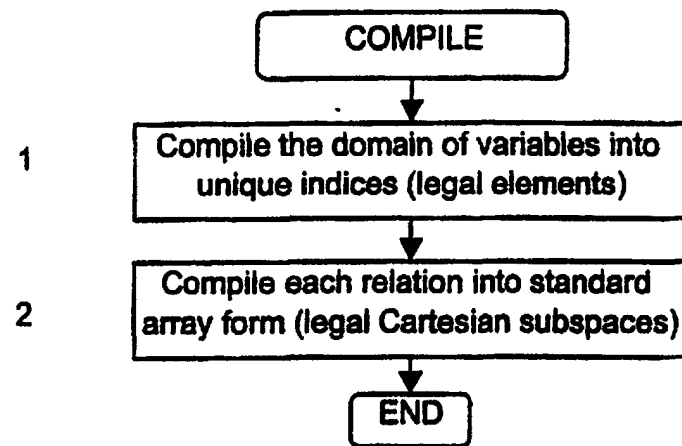 COMPILE
1
Compile the domain of variables into
unique indices (legal elements)
2
Compile each relation into standard
array form (legal Cartesian subspaces)
END